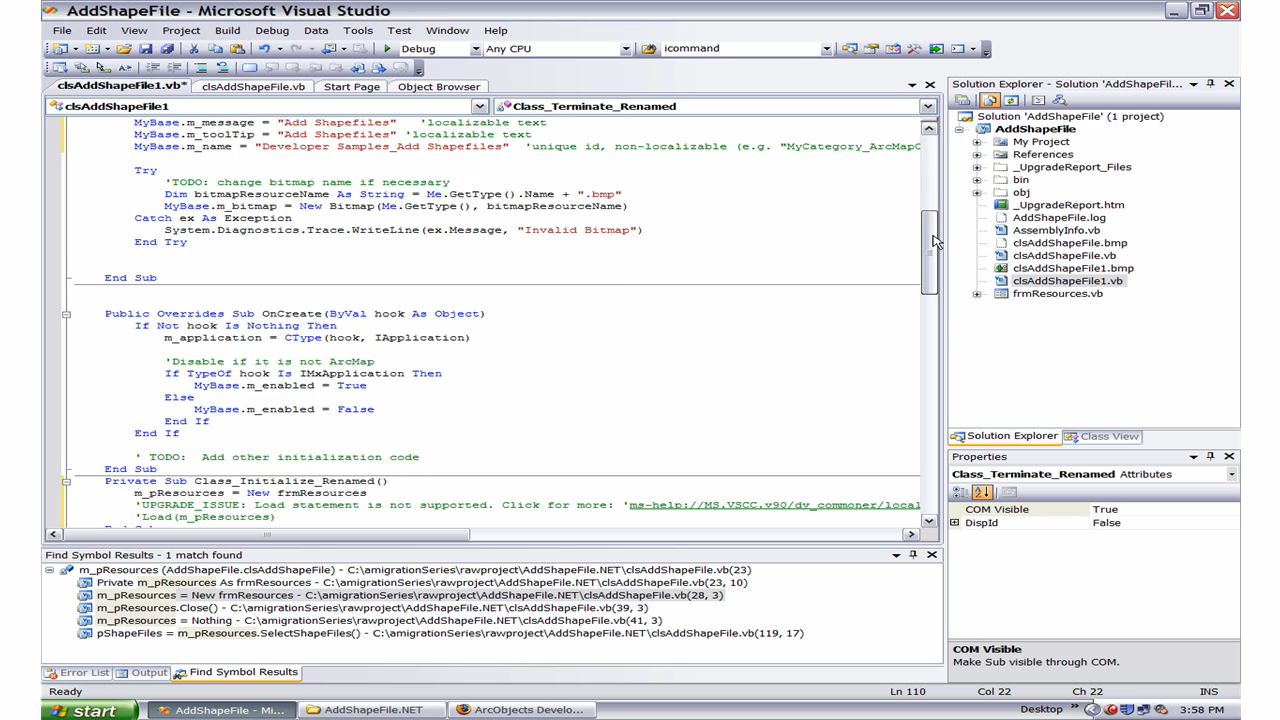 AddShapeFile - Microsoft Visual Studio
File Edit View Project Build Debug Data Tools Test Window Help
Debug Any CPU icommand
clsAddShapeFile1.vb* clsAddShapeFile.vb Start Page Object Browser
clsAddShapeFile1 Class_Terminate_Renamed
MyBase.m_message = "Add Shapefiles" 'localizable text
MyBase.m_toolTip = "Add Shapefiles" 'localizable text
MyBase.m_name = "Developer Samples_Add Shapefiles" 'unique id, non-localizable (e.g. "MyCategory_ArcMapC
Try
'TODO: change bitmap name if necessary
Dim bitmapResourceName As String = Me.GetType().Name + ".bmp"
MyBase.m_bitmap = New Bitmap(Me.GetType(), bitmapResourceName)
Catch ex As Exception
System.Diagnostics.Trace.WriteLine(ex.Message, "Invalid Bitmap")
End Try
End Sub
Public Overrides Sub OnCreate(ByVal hook As Object)
If Not hook Is Nothing Then
m_application = CType(hook, IApplication)
'Disable if it is not ArcMap
If TypeOf hook Is IMxApplication Then
MyBase.m_enabled = True
Else
MyBase.m_enabled = False
End If
End If
' TODO: Add other initialization code
End Sub
Private Sub Class_Initialize_Renamed()
m_pResources = New frmResources
'UPGRADE_ISSUE: Load statement is not supported. Click for more: 'ms-help://MS.VSCC.v90/dv_commoner/local
'Load(m_pResources)
Find Symbol Results - 1 match found
m_pResources (AddShapeFile.clsAddShapeFile) - C:\amigrationSeries\rawproject\AddShapeFile.NET\clsAddShapeFile.vb(23)
Private m_pResources As frmResources - C:\amigrationSeries\rawproject\AddShapeFile.NET\clsAddShapeFile.vb(23, 10)
m_pResources = New frmResources - C:\amigrationSeries\rawproject\AddShapeFile.NET\clsAddShapeFile.vb(28, 3)
m_pResources.Close() - C:\amigrationSeries\rawproject\AddShapeFile.NET\clsAddShapeFile.vb(39, 3)
m_pResources = Nothing - C:\amigrationSeries\rawproject\AddShapeFile.NET\clsAddShapeFile.vb(41, 3)
pShapeFiles = m_pResources.SelectShapeFiles() - C:\amigrationSeries\rawproject\AddShapeFile.NET\clsAddShapeFile.vb(119, 17)
Error List Output Find Symbol Results
Solution Explorer - Solution 'AddShapeFil...
Solution 'AddShapeFile' (1 project)
AddShapeFile
My Project
References
_UpgradeReport_Files
bin
obj
_UpgradeReport.htm
AddShapeFile.log
AssemblyInfo.vb
clsAddShapeFile.bmp
clsAddShapeFile.vb
clsAddShapeFile1.bmp
clsAddShapeFile1.vb
frmResources.vb
Solution Explorer Class View
Properties
Class_Terminate_Renamed Attributes
COM Visible True
DispId False
COM Visible
Make Sub visible through COM.
Ready Ln 110 Col 22 Ch 22 INS
start AddShapeFile - Mi... AddShapeFile.NET ArcObjects Develo... Desktop 3:58 PM